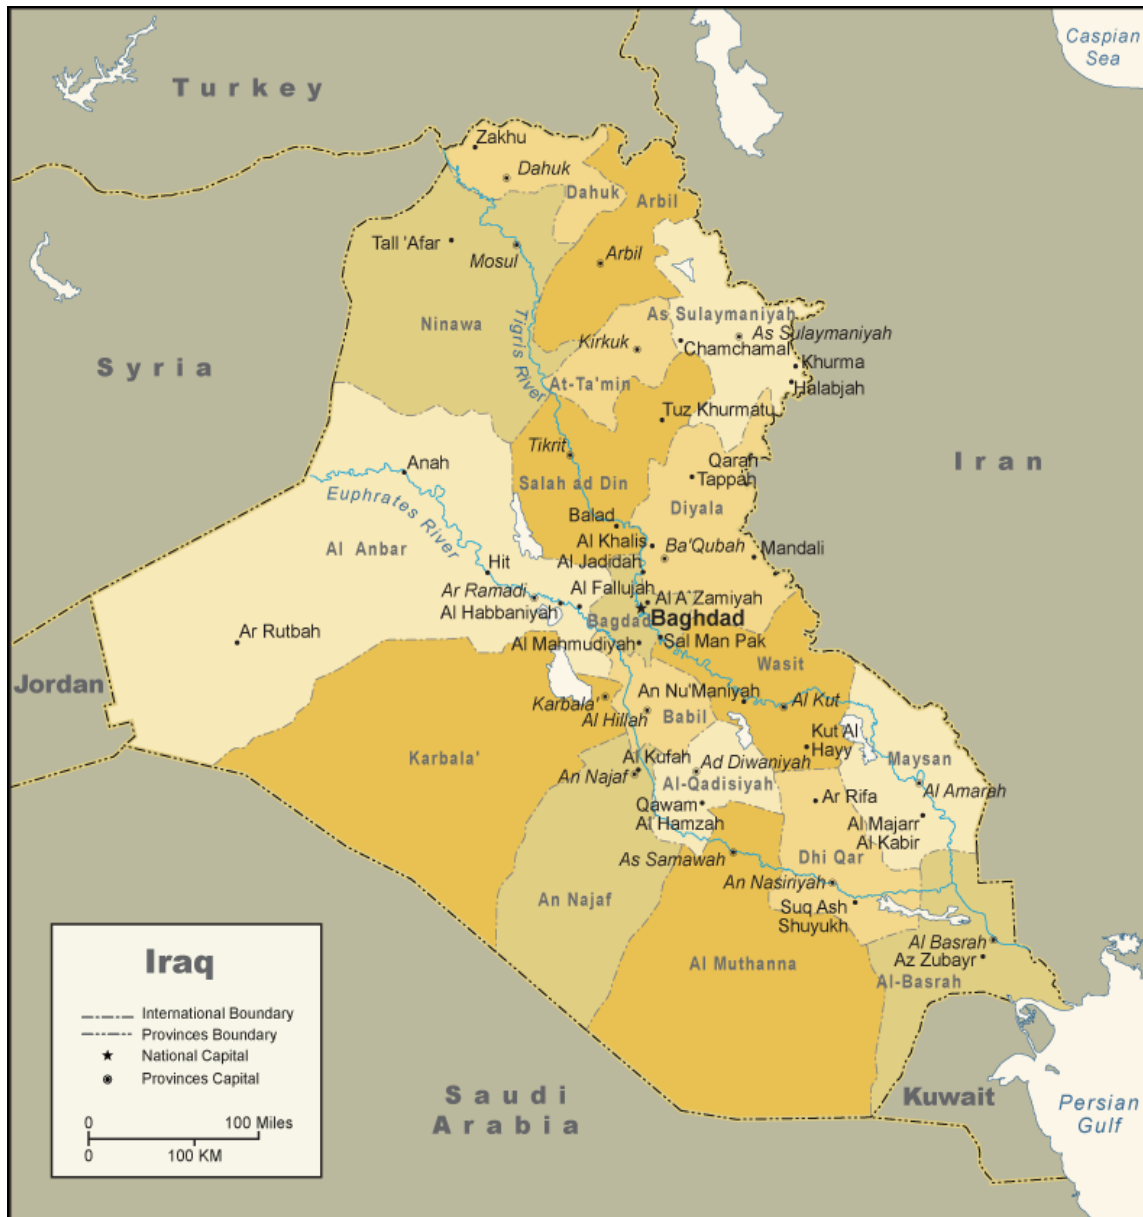 Caspian
Sea
Turkey
Zakhu
Dahuk
Dahuk
Arbil
Tall 'Afar
Mosul
Arbil
Ninawa
Tigris River
As Sulaymaniyah
As Sulaymaniyah
Kirkuk
Chamchamal
Khurma
Halabjah
At-Ta'min
Syria
Tuz Khurmatu
Tikrit
Anah
Qarah
Tappah
Iran
Salah ad Din
Euphrates River
Diyala
Balad
Al Khalis
Al Anbar
Ba'Qubah
Mandali
Hit
Al Jadidah
Ar Ramadi
Al Fallujah
Al A`Zamiyah
Al Habbaniyah
Bagdad
Baghdad
Ar Rutbah
Al Mahmudiyah
Sal Man Pak
Wasit
Jordan
Karbala'
An Nu'Maniyah
Al Kut
Al Hillah
Babil
Kut Al
Hayy
Karbala'
Al Kufah
Ad Diwaniyah
Maysan
An Najaf
Al-Qadisiyah
Al Amarah
Qawam
Al Hamzah
Ar Rifa
Al Majarr
Al Kabir
As Samawah
Dhi Qar
An Nasiriyah
An Najaf
Suq Ash
Shuyukh
Al Basrah
Az Zubayr
Al Muthanna
Al-Basrah
Iraq
International Boundary
Provinces Boundary
National Capital
Provinces Capital
0 100 Miles
0 100 KM
Saudi
Arabia
Kuwait
Persian
Gulf